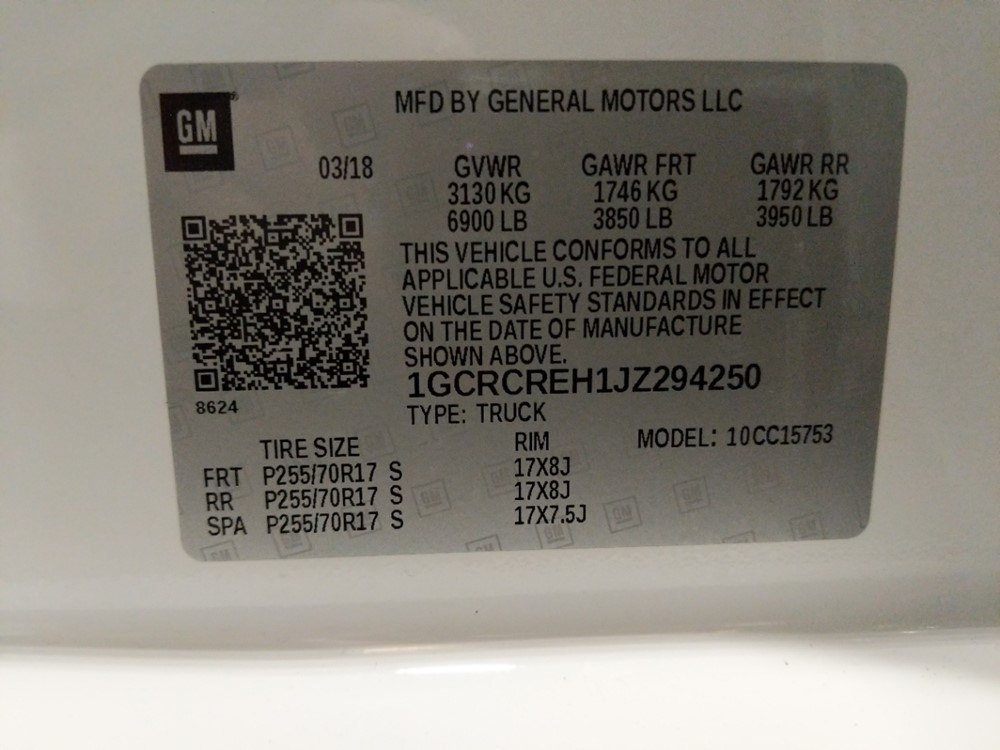 GM
MFD BY GENERAL MOTORS LLC
03/18
GVWR GAWR FRT GAWR RR
3130 KG 1746 KG 1792 KG
6900 LB 3850 LB 3950 LB
THIS VEHICLE CONFORMS TO ALL
APPLICABLE U.S. FEDERAL MOTOR
VEHICLE SAFETY STANDARDS IN EFFECT
ON THE DATE OF MANUFACTURE
SHOWN ABOVE.
1GCRCREH1JZ294250
8624
TYPE: TRUCK
TIRE SIZE RIM MODEL: 10CC15753
FRT P255/70R17 S 17X8J
RR P255/70R17 S 17X8J
SPA P255/70R17 S 17X7.5J